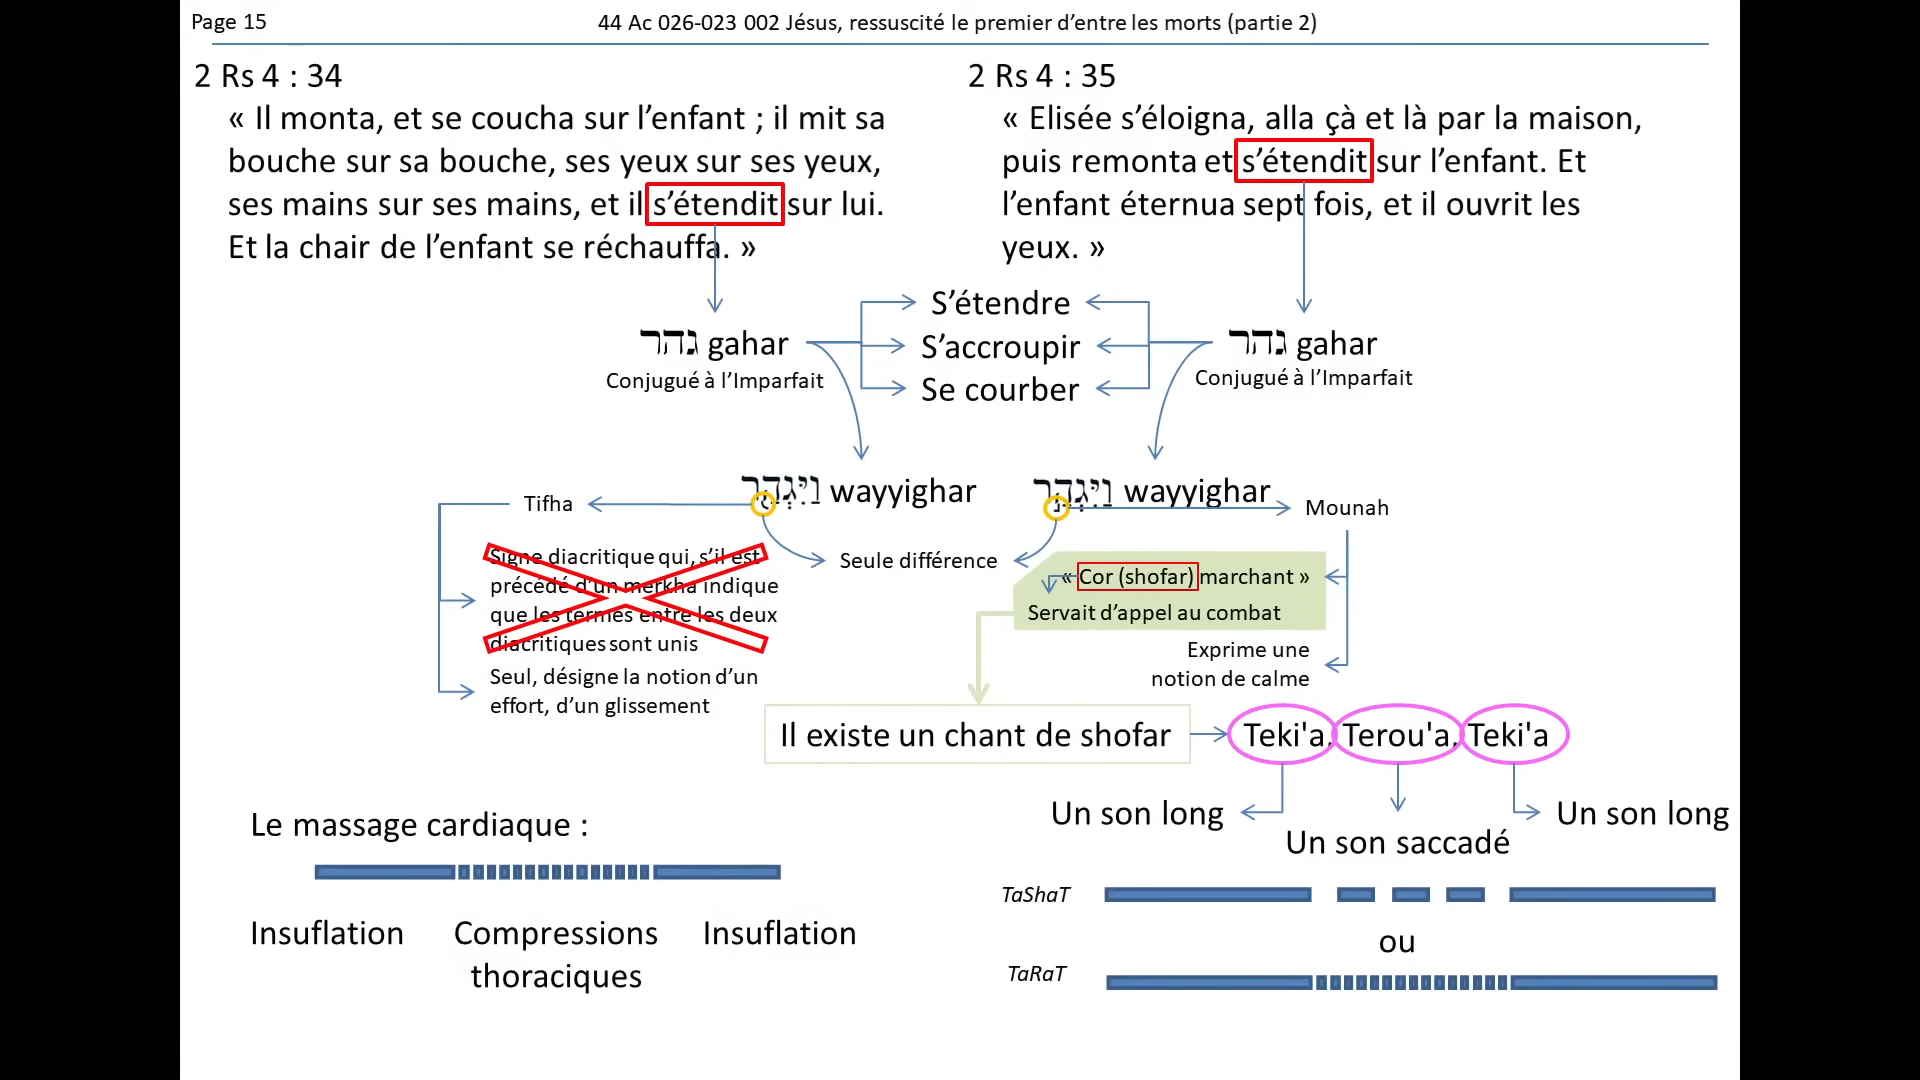 Page 15
44 Ac 026-023 002 Jésus, ressuscité le premier d’entre les morts (partie 2)
2 Rs 4 : 34
« Il monta, et se coucha sur l’enfant ; il mit sa
bouche sur sa bouche, ses yeux sur ses yeux,
ses mains sur ses mains, et il s’étendit sur lui.
Et la chair de l’enfant se réchauffa. »
2 Rs 4 : 35
« Elisée s’éloigna, alla çà et là par la maison,
puis remonta et s’étendit sur l’enfant. Et
l’enfant éternua sept fois, et il ouvrit les
yeux. »
S’étendre
S’accroupir
Se courber
גהר gahar
Conjugué à l’Imparfait
גהר gahar
Conjugué à l’Imparfait
וַיִּגְהַ֖ר wayyighar
וַיִּגְהַ֣ר wayyighar
Tifha
Seule différence
Mounah
Signe diacritique qui, s’il est
précédé d’un merkha indique
que les termes entre les deux
diacritiques sont unis
Seul, désigne la notion d’un
effort, d’un glissement
« Cor (shofar) marchant »
Servait d’appel au combat
Exprime une
notion de calme
Il existe un chant de shofar
Teki'a, Terou'a, Teki'a
Un son long
Un son saccadé
Un son long
Le massage cardiaque :
Insuflation
Compressions
thoraciques
Insuflation
TaShaT
ou
TaRaT